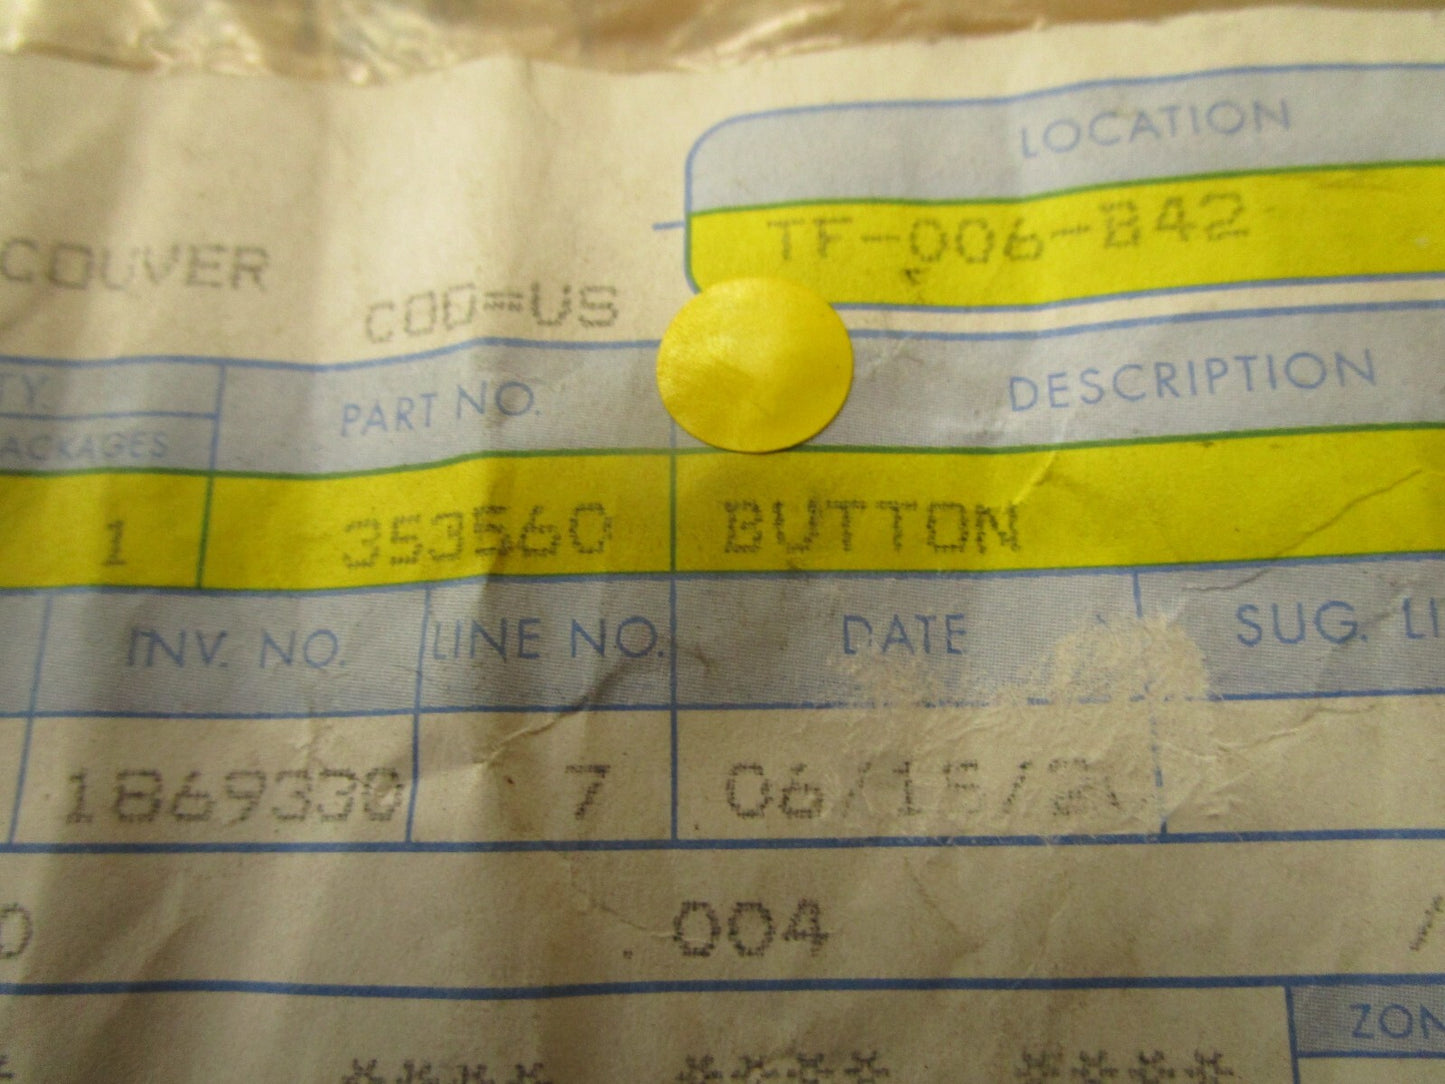 LOCATION
TF-006-B42
COUVER
COD=US
PART NO.
DESCRIPTION
1 353560 BUTTON
INV. NO. LINE NO. DATE SUG.
1869330 7
.004
**** **** ****